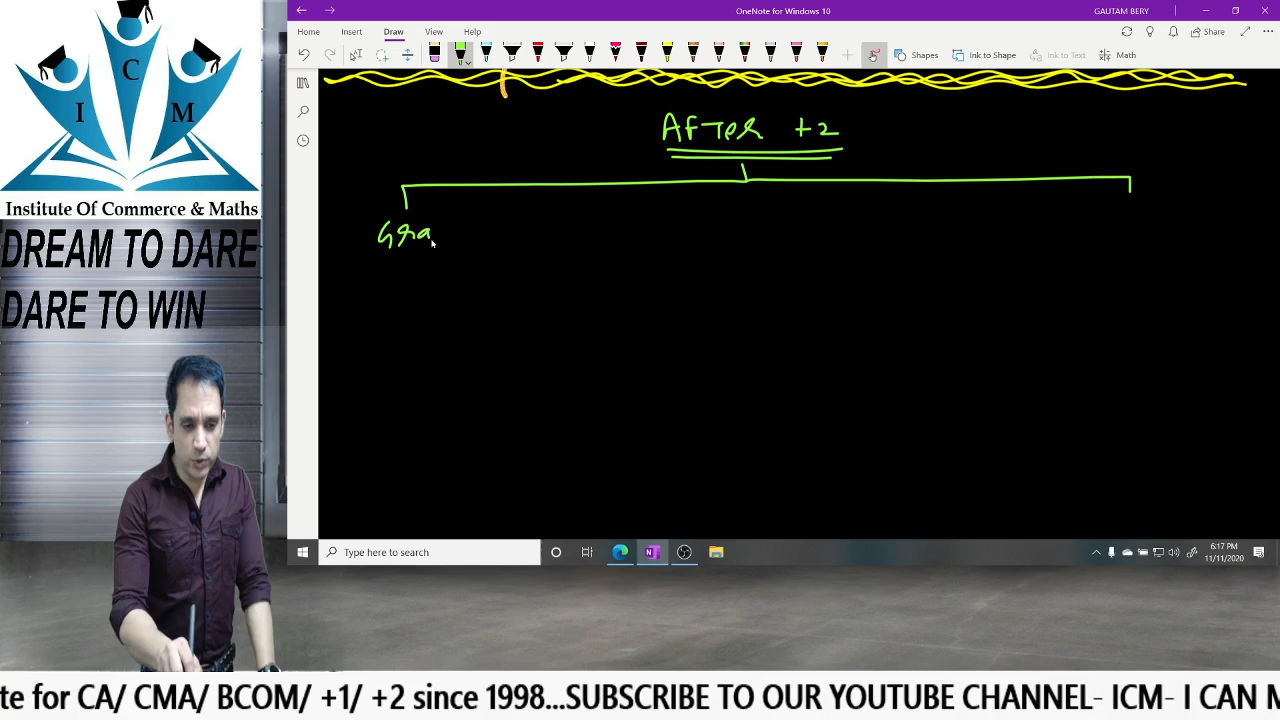 C
I M
Institute Of Commerce & Maths
DREAM TO DARE
DARE TO WIN
OneNote for Windows 10
GAUTAM BERY
Home Insert Draw View Help
Share
Shapes Ink to Shape Ink to Text Math
AFTER +2
Gra
Type here to search
6:17 PM
11/11/2020
te for CA/ CMA/ BCOM/ +1/ +2 since 1998...SUBSCRIBE TO OUR YOUTUBE CHANNEL- ICM- I CAN M